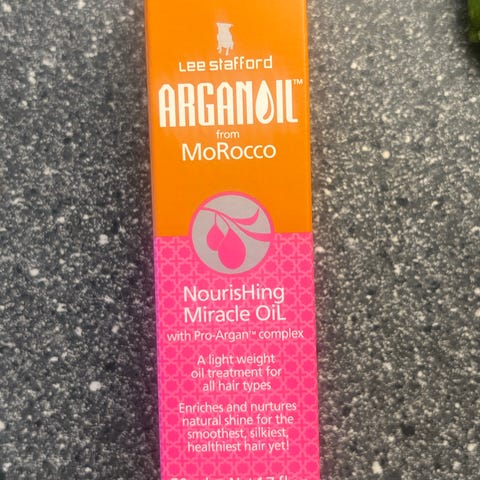 Lee Stafford
ARGANOIL™
from
MoRocco
NourisHing
Miracle OiL
with Pro-Argan™ complex
A light weight
oil treatment for
all hair types
Enriches and nurtures
natural shine for the
smoothest, silkiest,
healthiest hair yet!